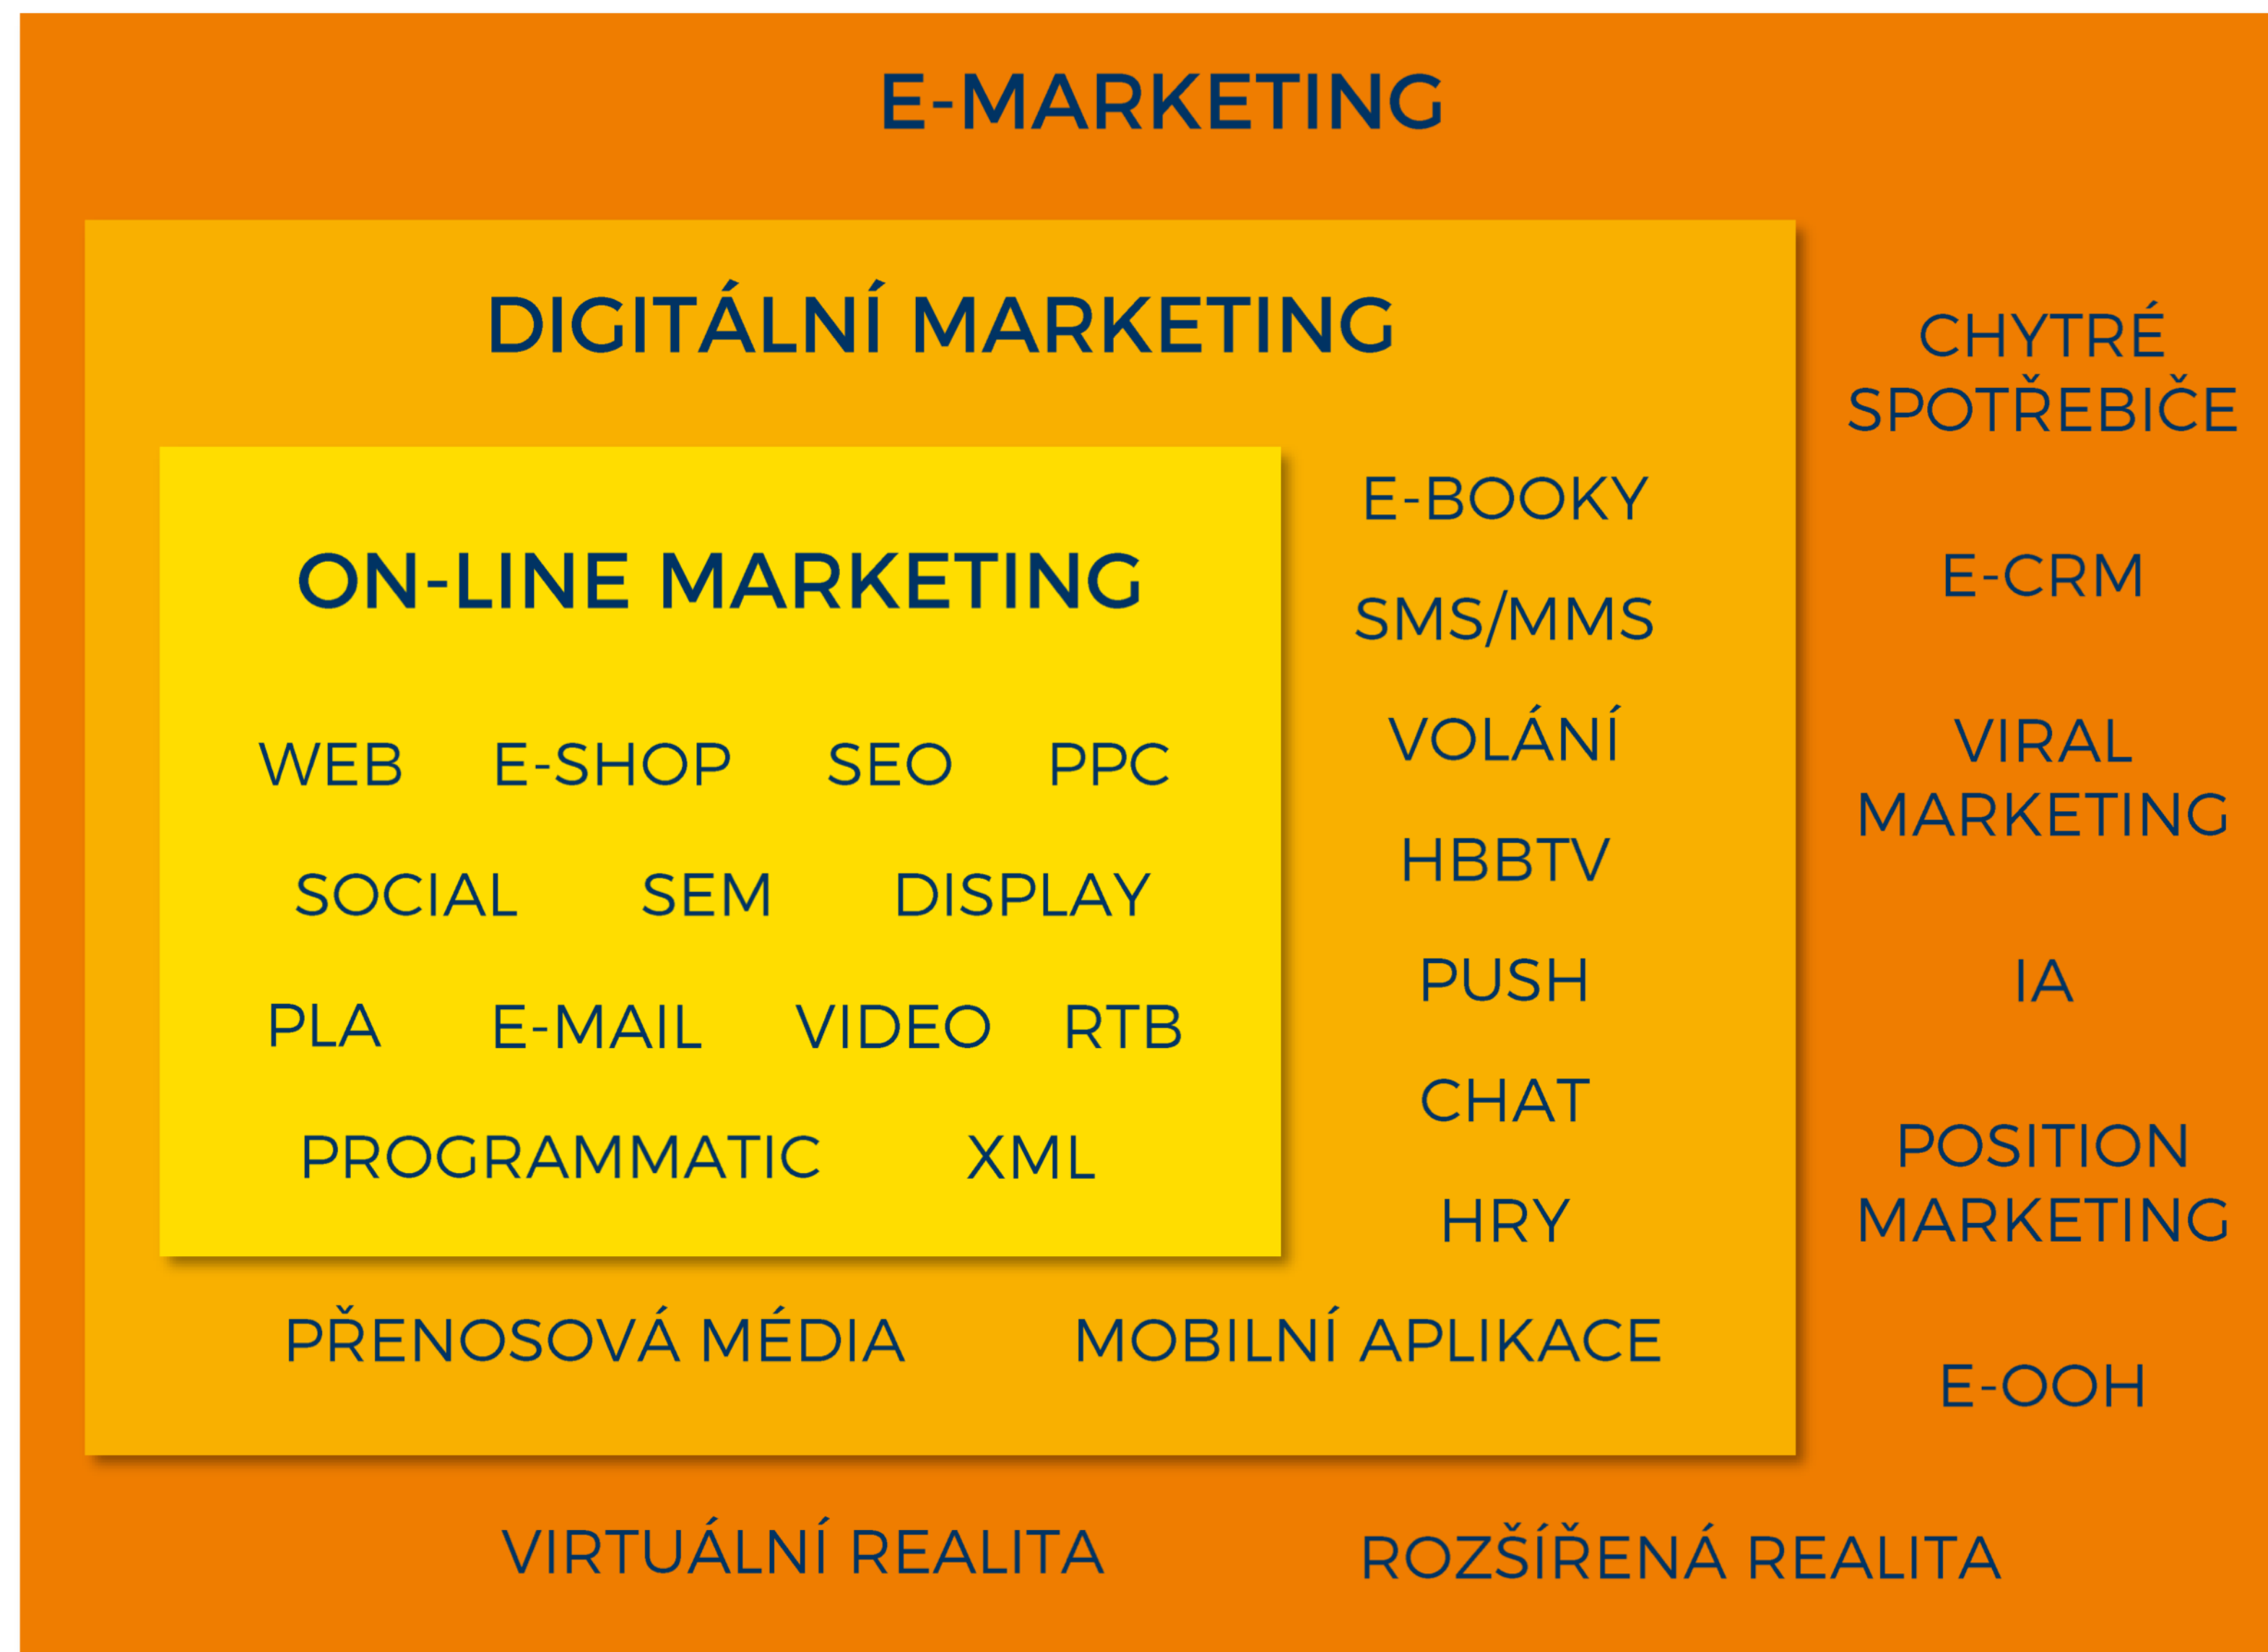 E-MARKETING
DIGITÁLNÍ MARKETING
ON-LINE MARKETING
WEB E-SHOP SEO PPC
SOCIAL SEM DISPLAY
PLA E-MAIL VIDEO RTB
PROGRAMMATIC XML
E-BOOKY
SMS/MMS
VOLÁNÍ
HBBTV
PUSH
CHAT
HRY
PŘENOSOVÁ MÉDIA MOBILNÍ APLIKACE
CHYTRÉ
SPOTŘEBIČE
E-CRM
VIRAL
MARKETING
IA
POSITION
MARKETING
E-OOH
VIRTUÁLNÍ REALITA ROZŠÍŘENÁ REALITA